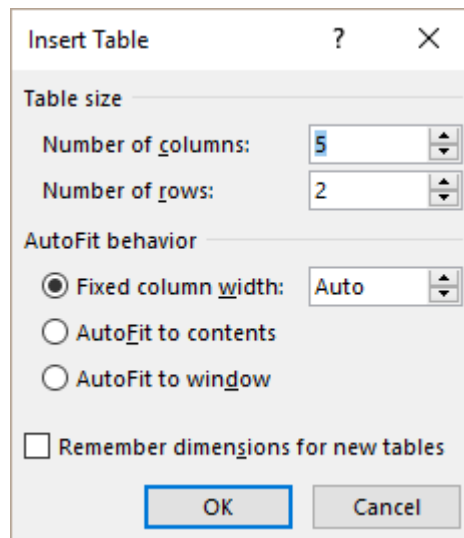 Insert Table ?
Table size
Number of columns: 5
Number of rows: 2
AutoFit behavior
Fixed column width: Auto
AutoFit to contents
AutoFit to window
Remember dimensions for new tables
OK Cancel